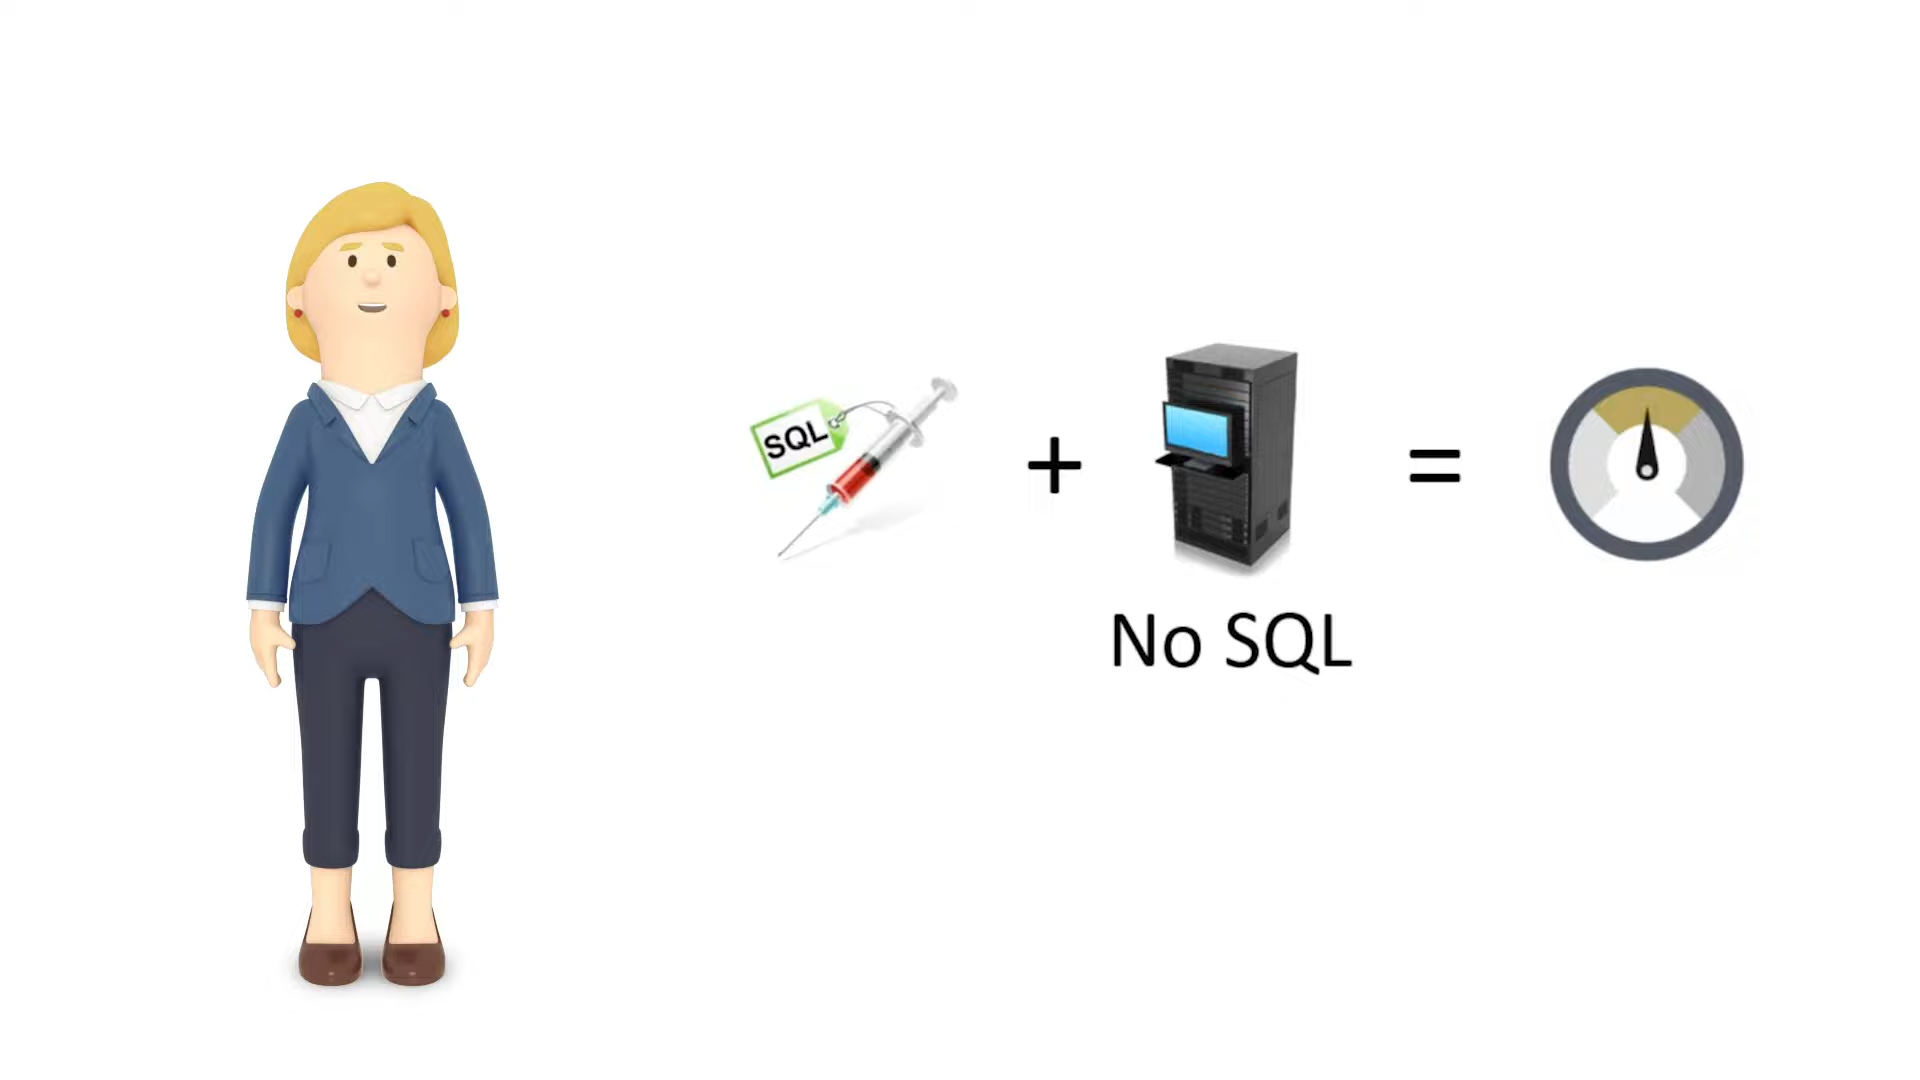 SQL
+
=
No SQL